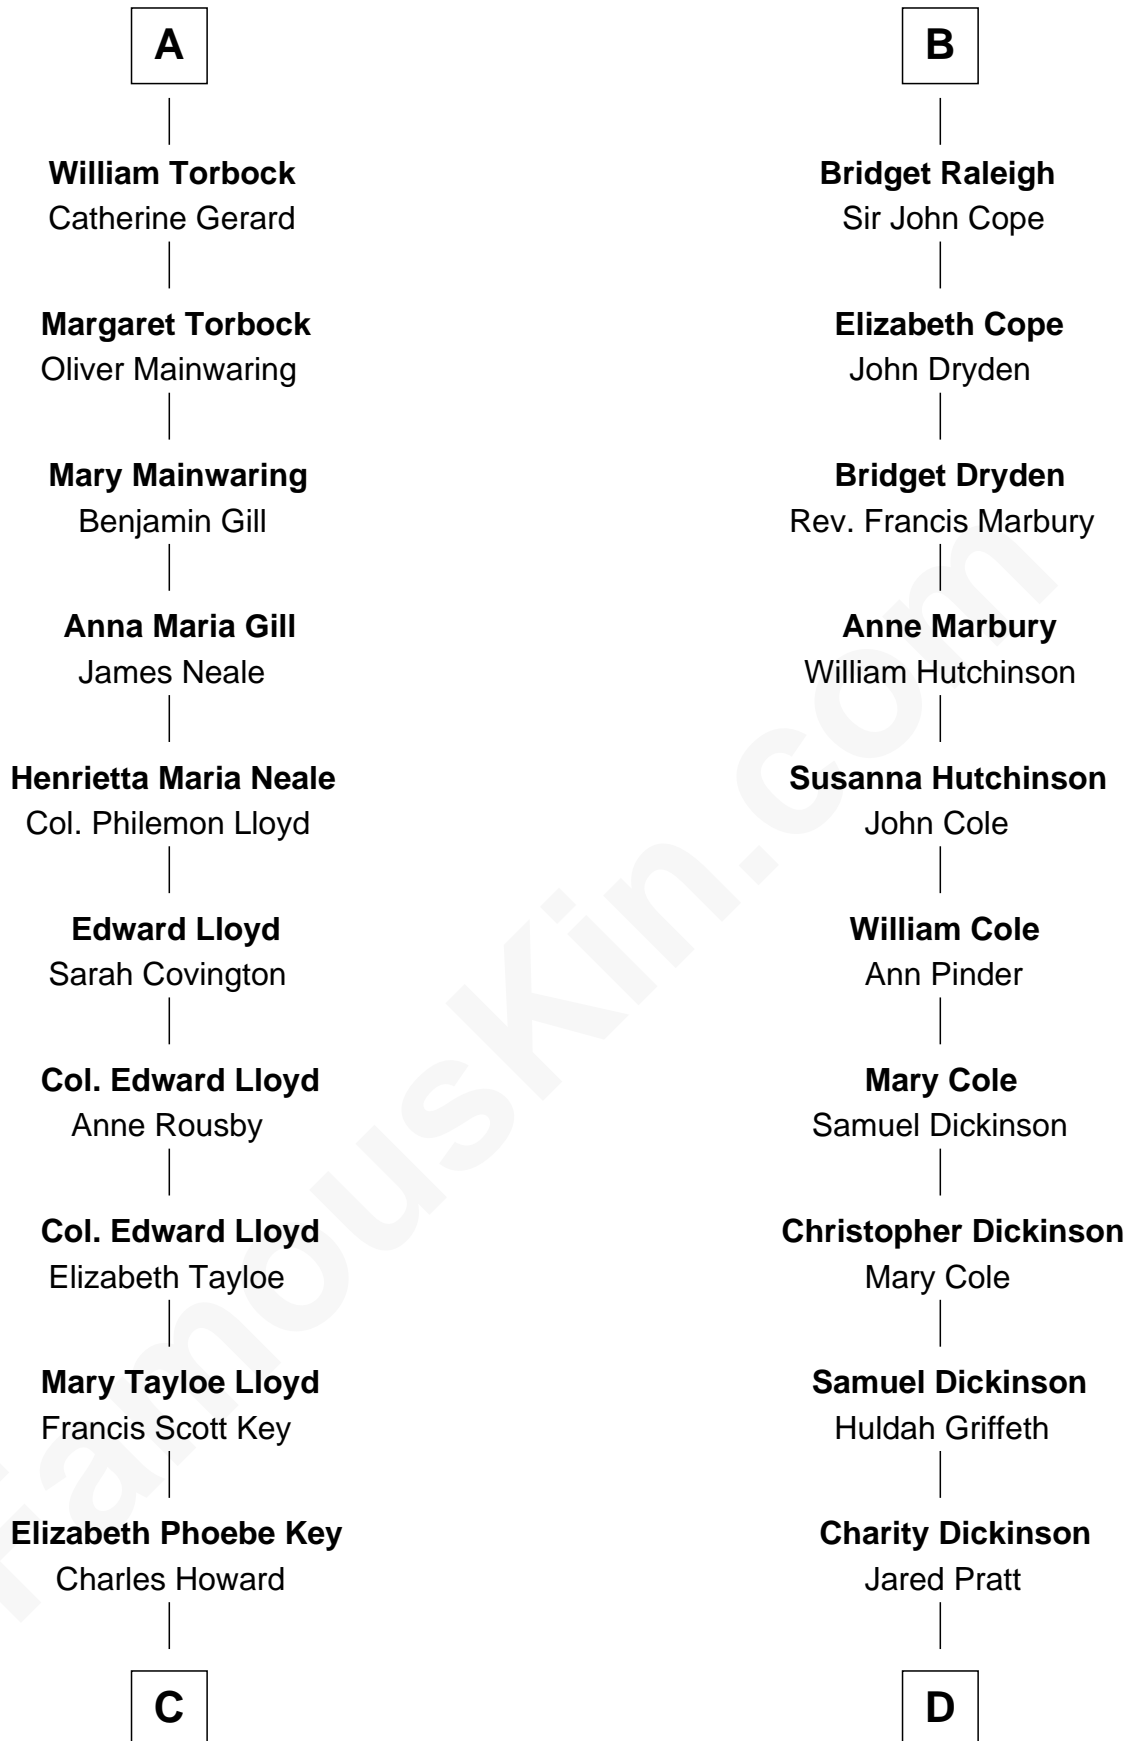 A
William Torbock
Catherine Gerard
Margaret Torbock
Oliver Mainwaring
Mary Mainwaring
Benjamin Gill
Anna Maria Gill
James Neale
Henrietta Maria Neale
Col. Philemon Lloyd
Edward Lloyd
Sarah Covington
Col. Edward Lloyd
Anne Rousby
Col. Edward Lloyd
Elizabeth Tayloe
Mary Tayloe Lloyd
Francis Scott Key
Elizabeth Phoebe Key
Charles Howard
C
B
Bridget Raleigh
Sir John Cope
Elizabeth Cope
John Dryden
Bridget Dryden
Rev. Francis Marbury
Anne Marbury
William Hutchinson
Susanna Hutchinson
John Cole
William Cole
Ann Pinder
Mary Cole
Samuel Dickinson
Christopher Dickinson
Mary Cole
Samuel Dickinson
Huldah Griffeth
Charity Dickinson
Jared Pratt
D
FamousKin.com